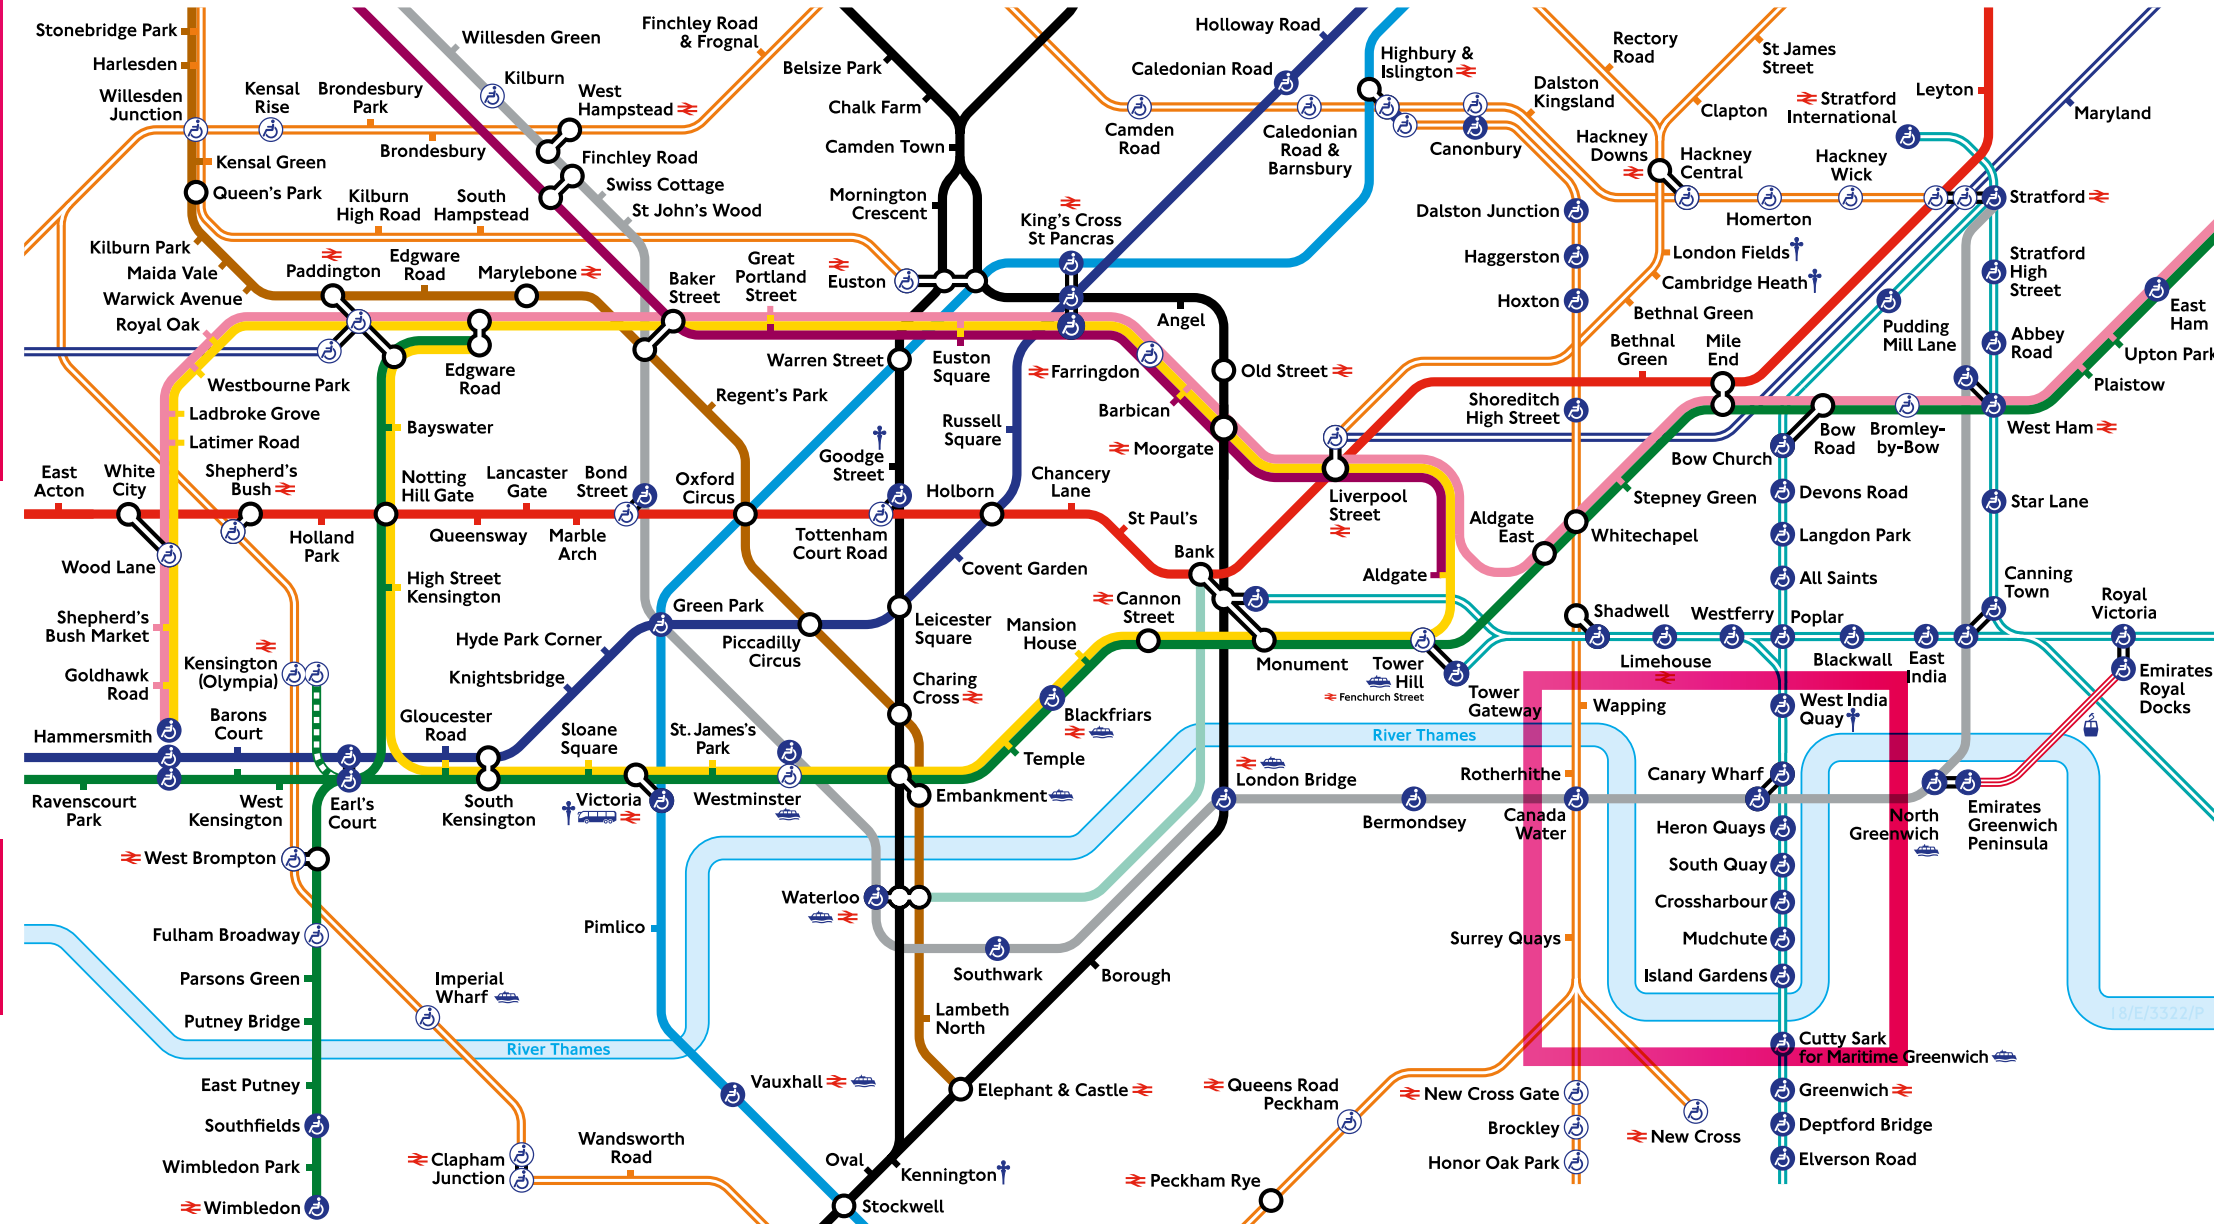 Stonebridge Park
Harlesden
Willesden
Junction
Kensal
Rise
Brondesbury
Park
Brondesbury
Willesden Green
Kilburn
West
Hampstead
Finchley Road
& Frognal
Kensal Green
Queen's Park
Kilburn
High Road
South
Hampstead
Finchley Road
Swiss Cottage
St John's Wood
Belsize Park
Chalk Farm
Camden Town
Mornington
Crescent
Holloway Road
Caledonian Road
King's Cross
St Pancras
Camden
Road
Caledonian
Road &
Barnsbury
Highbury &
Islington
Canonbury
Dalston
Kingsland
Rectory
Road
St James
Street
Clapton
Hackney
Downs
Hackney
Central
Homerton
Hackney
Wick
Stratford
International
Leyton
Maryland
Stratford
Dalston Junction
Haggerston
Hoxton
London Fields
Cambridge Heath
Bethnal Green
Stratford
High
Street
Abbey
Road
Pudding
Mill Lane
East
Ham
Upton Park
Plaistow
West Ham
Kilburn Park
Maida Vale
Warwick Avenue
Royal Oak
Paddington
Edgware
Road
Marylebone
Baker
Street
Great
Portland
Street
Euston
Warren Street
Euston
Square
Angel
Old Street
Farringdon
Barbican
Moorgate
Russell
Square
Westbourne Park
Ladbroke Grove
Latimer Road
Edgware
Road
Bayswater
Regent's Park
Goodge
Street
Shoreditch
High Street
Bethnal
Green
Mile
End
Bow Church
Bow
Road
Bromley-
by-Bow
East
Acton
White
City
Shepherd's
Bush
Holland
Park
Notting
Hill Gate
Queensway
Lancaster
Gate
Marble
Arch
Bond
Street
Oxford
Circus
Tottenham
Court Road
Holborn
Chancery
Lane
St Paul's
Bank
Liverpool
Street
Aldgate
East
Whitechapel
Stepney Green
Devons Road
Langdon Park
All Saints
Star Lane
Canning
Town
Royal
Victoria
Wood Lane
Shepherd's
Bush Market
Goldhawk
Road
Hammersmith
High Street
Kensington
Kensington
(Olympia)
Hyde Park Corner
Knightsbridge
Green Park
Piccadilly
Circus
Leicester
Square
Covent Garden
Cannon
Street
Mansion
House
Monument
Aldgate
Tower
Hill
Fenchurch Street
Tower
Gateway
Shadwell
Limehouse
Westferry
Poplar
Blackwall
East
India
Emirates
Royal
Docks
Barons
Court
Gloucester
Road
Sloane
Square
St. James's
Park
Charing
Cross
Blackfriars
Temple
Embankment
Westminster
Victoria
South
Kensington
Earl's
Court
West
Kensington
Ravenscourt
Park
West Brompton
River Thames
London Bridge
Bermondsey
Wapping
Rotherhithe
Canada
Water
Surrey Quays
West India
Quay
Canary Wharf
Heron Quays
South Quay
Crossharbour
Mudchute
Island Gardens
North
Greenwich
Emirates
Greenwich
Peninsula
Cutty Sark
for Maritime Greenwich
Greenwich
Deptford Bridge
Elverson Road
18/E/3322/P
Fulham Broadway
Parsons Green
Putney Bridge
East Putney
Southfields
Wimbledon Park
Wimbledon
Imperial
Wharf
River Thames
Clapham
Junction
Wandsworth
Road
Pimlico
Vauxhall
Waterloo
Southwark
Borough
Lambeth
North
Elephant & Castle
Oval
Kennington
Stockwell
Queens Road
Peckham
Peckham Rye
New Cross Gate
Brockley
Honor Oak Park
New Cross